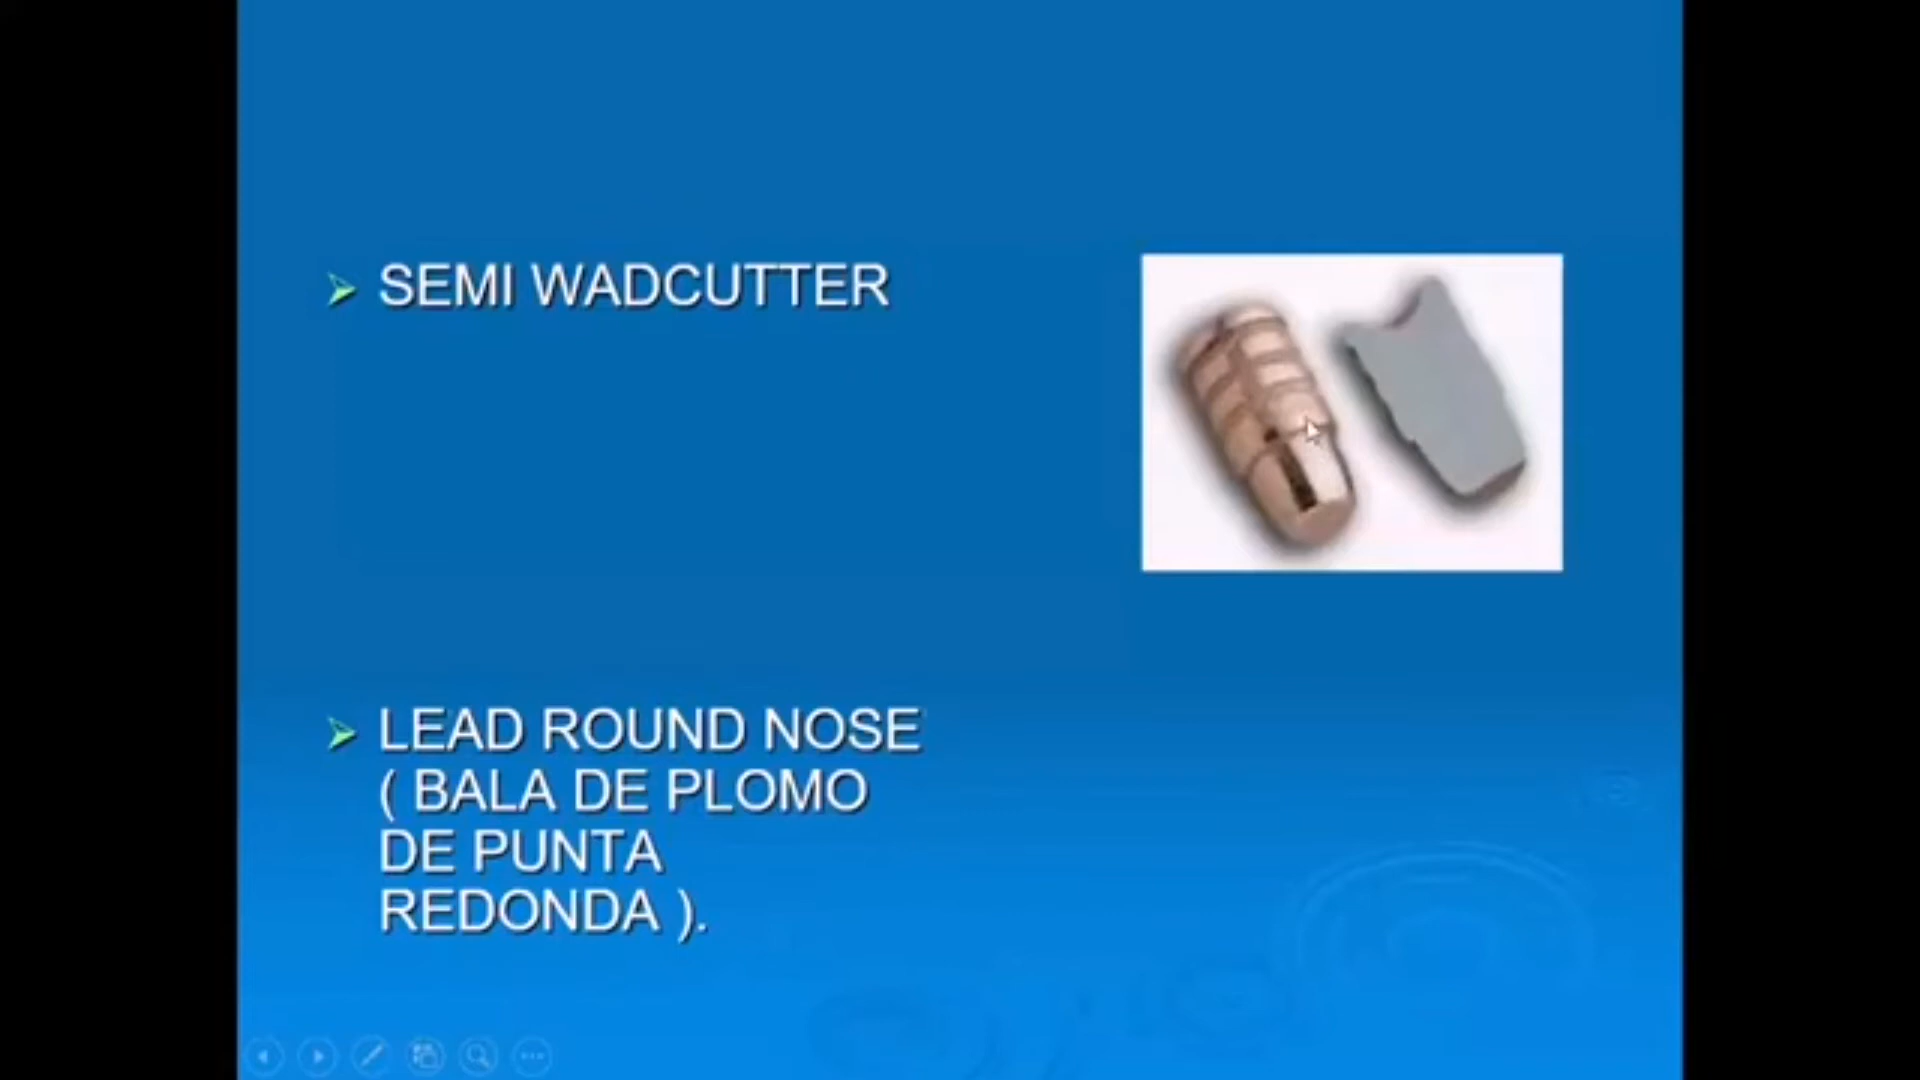 SEMI WADCUTTER
LEAD ROUND NOSE
( BALA DE PLOMO
DE PUNTA
REDONDA ).